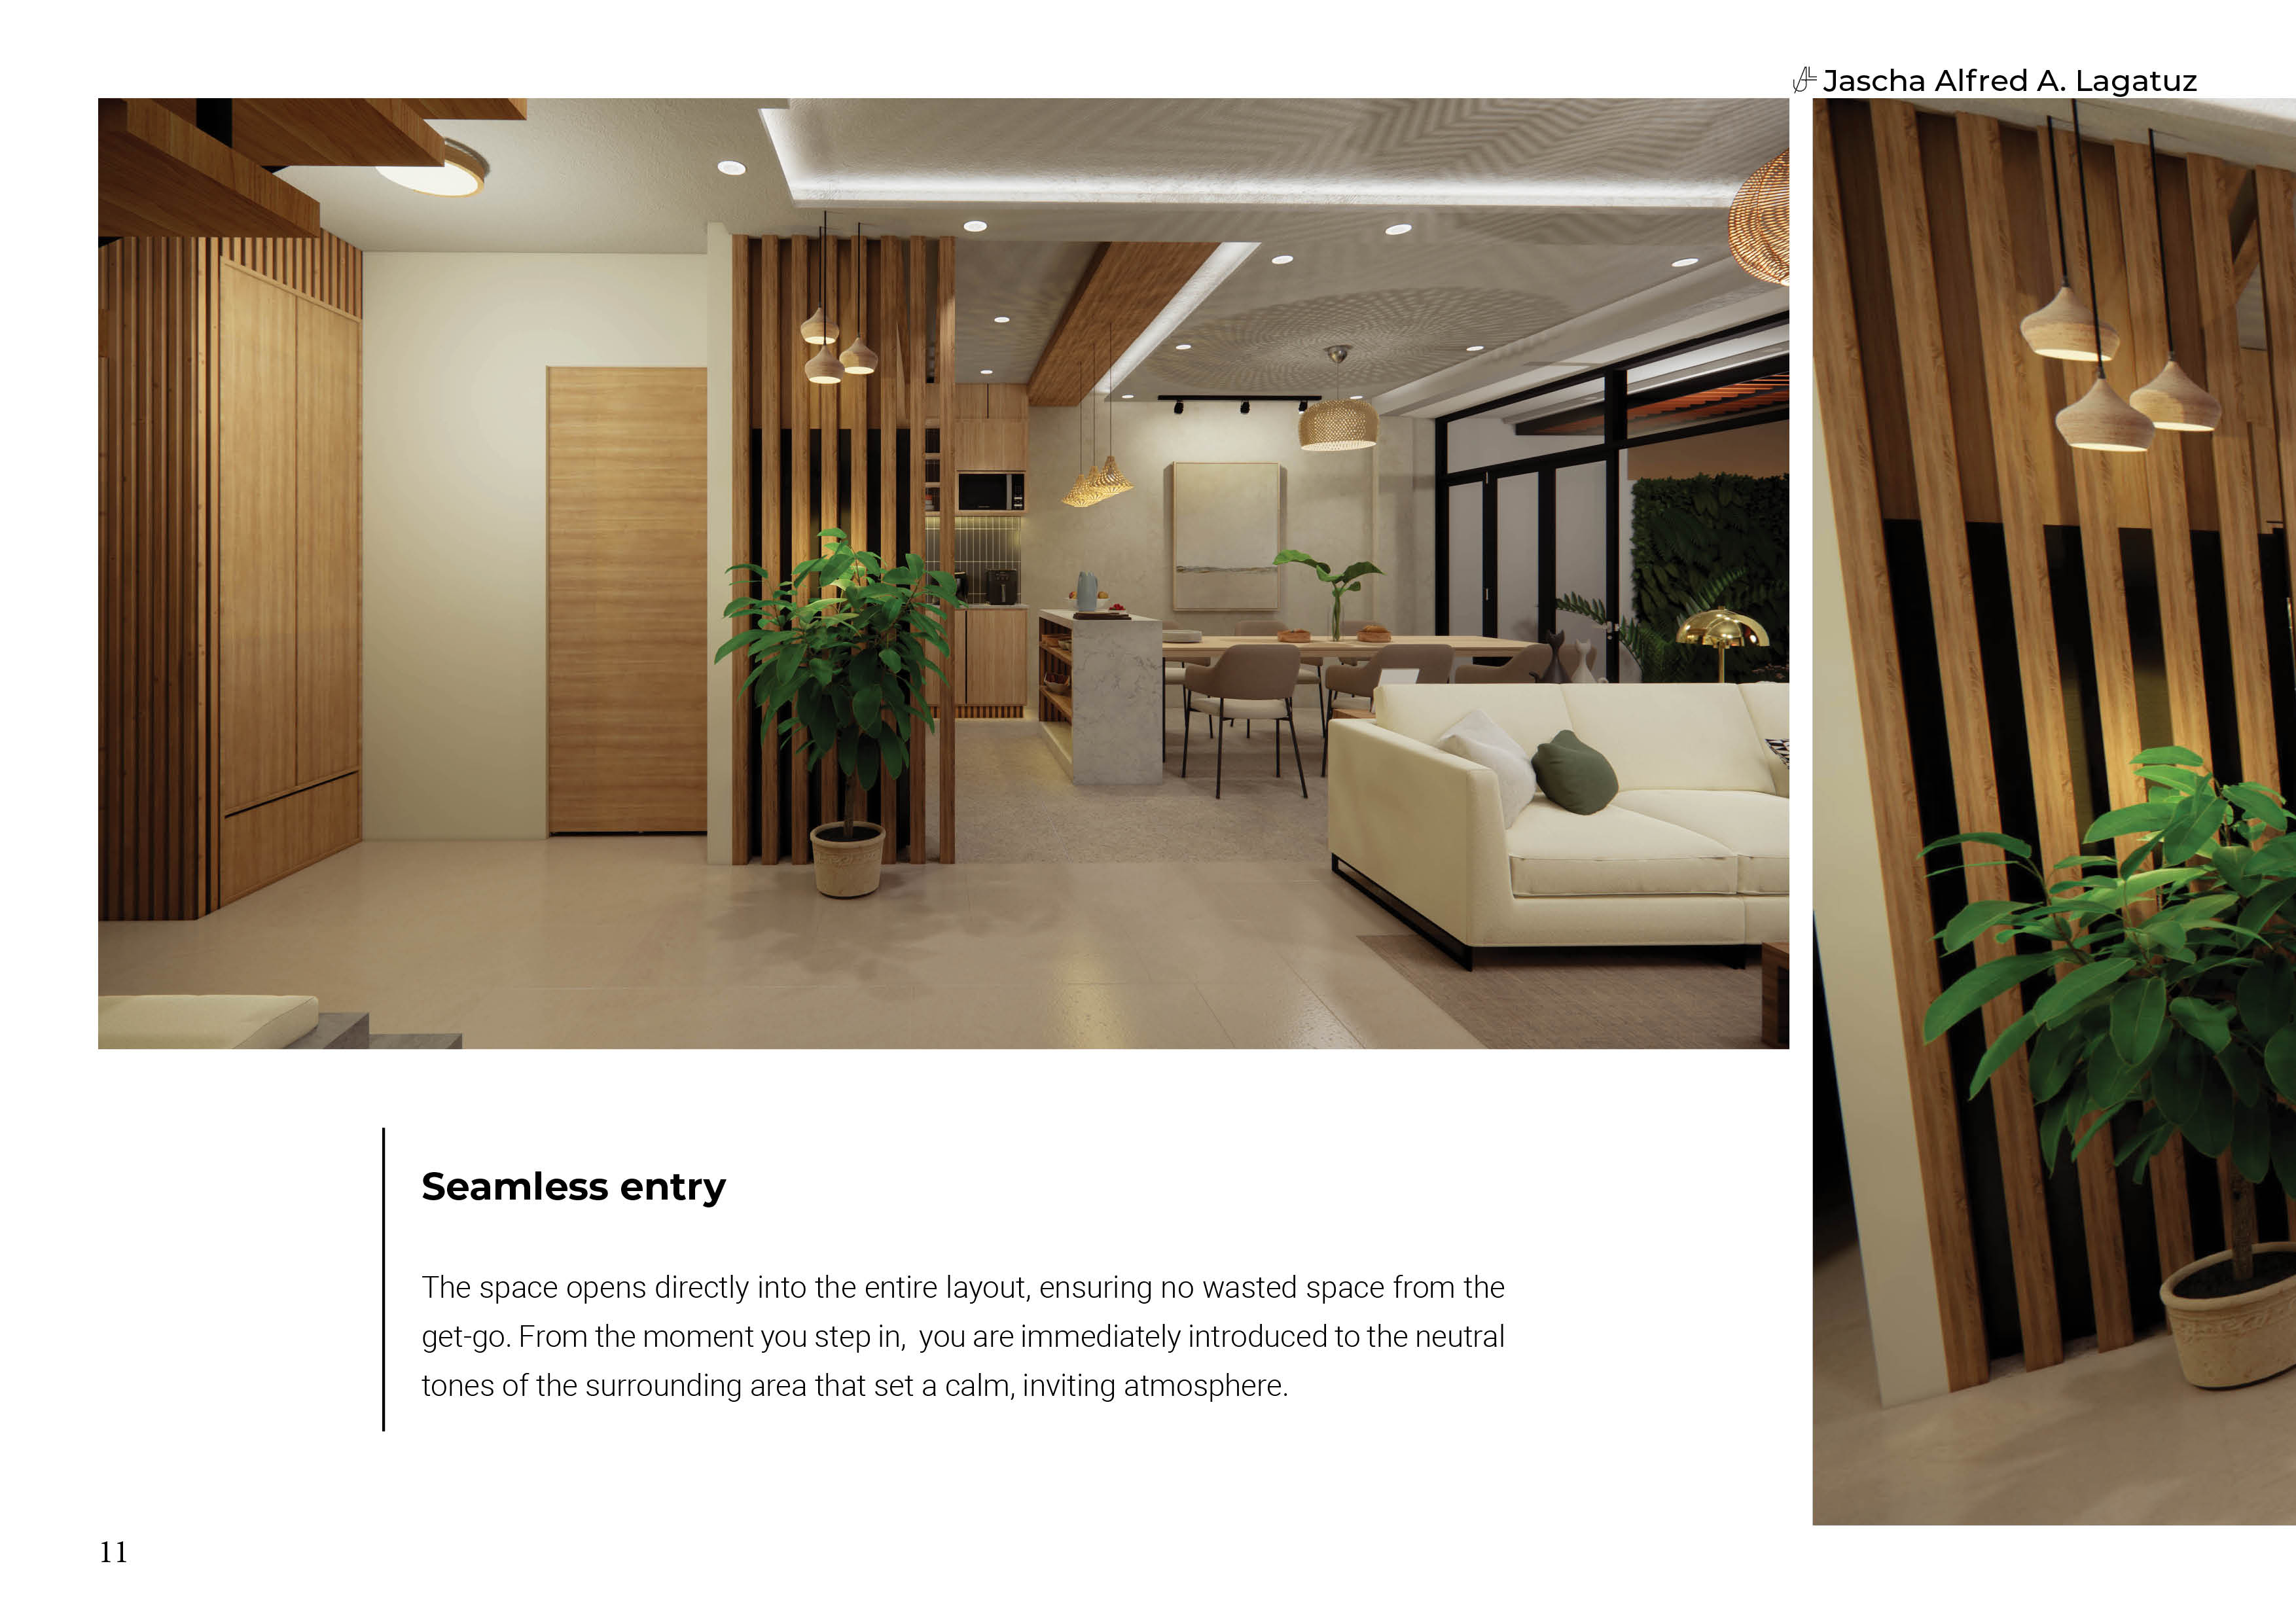 Jascha Alfred A. Lagatuz
Seamless entry
The space opens directly into the entire layout, ensuring no wasted space from the
get-go. From the moment you step in,  you are immediately introduced to the neutral
tones of the surrounding area that set a calm, inviting atmosphere.
11